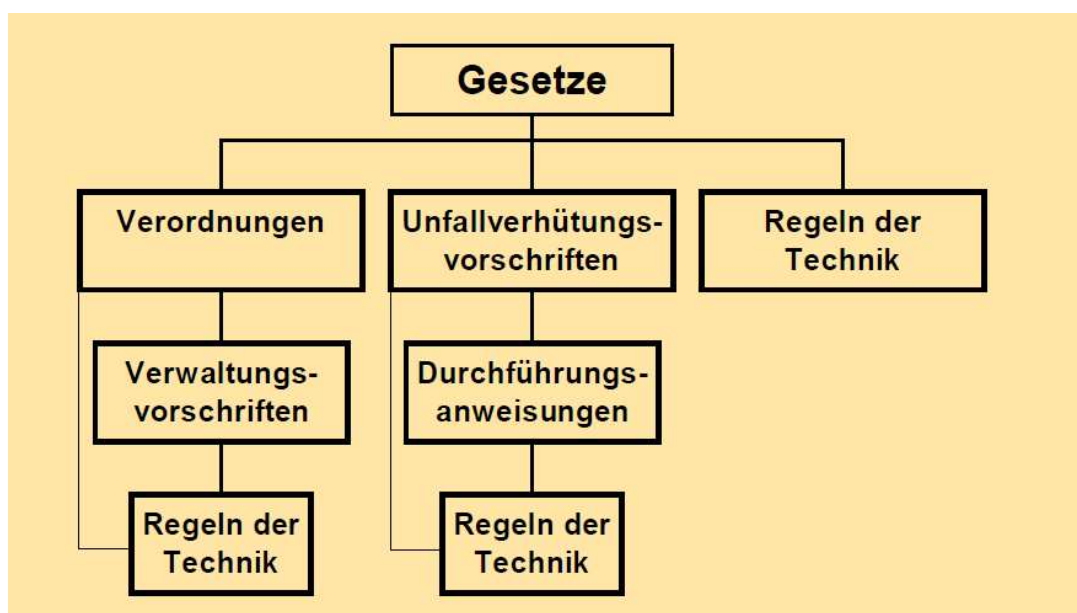 Gesetze
Verordnungen
Unfallverhütungs-
vorschriften
Regeln der
Technik
Verwaltungs-
vorschriften
Durchführungs-
anweisungen
Regeln der
Technik
Regeln der
Technik